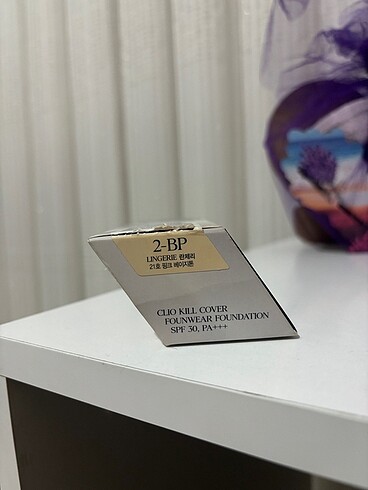 2-BP
LINGERIE 란제리
21호 핑크 베이지톤
CLIO KILL COVER
FOUNWEAR FOUNDATION
SPF 30, PA+++